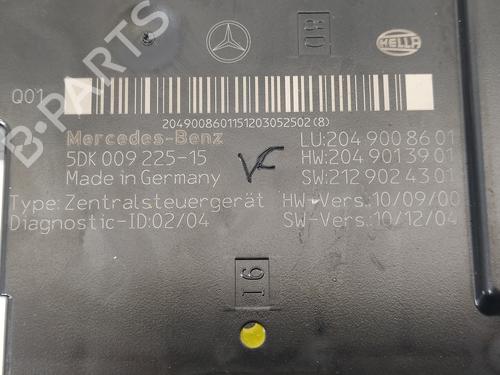 B-PARTS
HELLA
Q01
2049008601151203052502(8)
Mercedes-Benz LU:204 900 86 01
5DK 009 225-15 VF HW:204 901 39 01
Made in Germany SW:212 902 43 01
Type: Zentralsteuergerät HW-Vers.: 10/09/00
Diagnostic-ID:02/04 SW-Vers.: 10/12/04
16